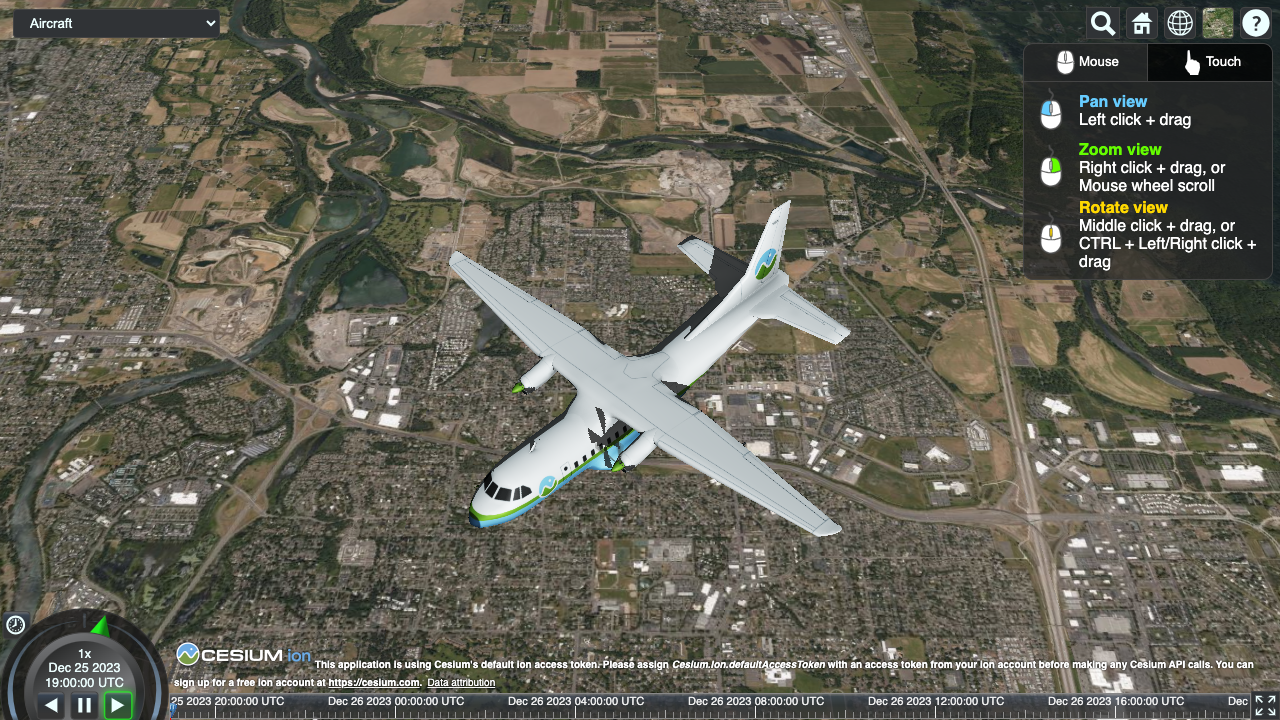 Aircraft
Mouse
Touch
Pan view
Left click + drag
Zoom view
Right click + drag, or
Mouse wheel scroll
Rotate view
Middle click + drag, or
CTRL + Left/Right click +
drag
1x
Dec 25 2023
19:00:00 UTC
CESIUM ion This application is using Cesium's default ion access token. Please assign Cesium.Ion.defaultAccessToken with an access token from your ion account before making any Cesium API calls. You can
sign up for a free ion account at https://cesium.com. Data attribution
25 2023 20:00:00 UTC Dec 26 2023 00:00:00 UTC Dec 26 2023 04:00:00 UTC Dec 26 2023 08:00:00 UTC Dec 26 2023 12:00:00 UTC Dec 26 2023 16:00:00 UTC Dec